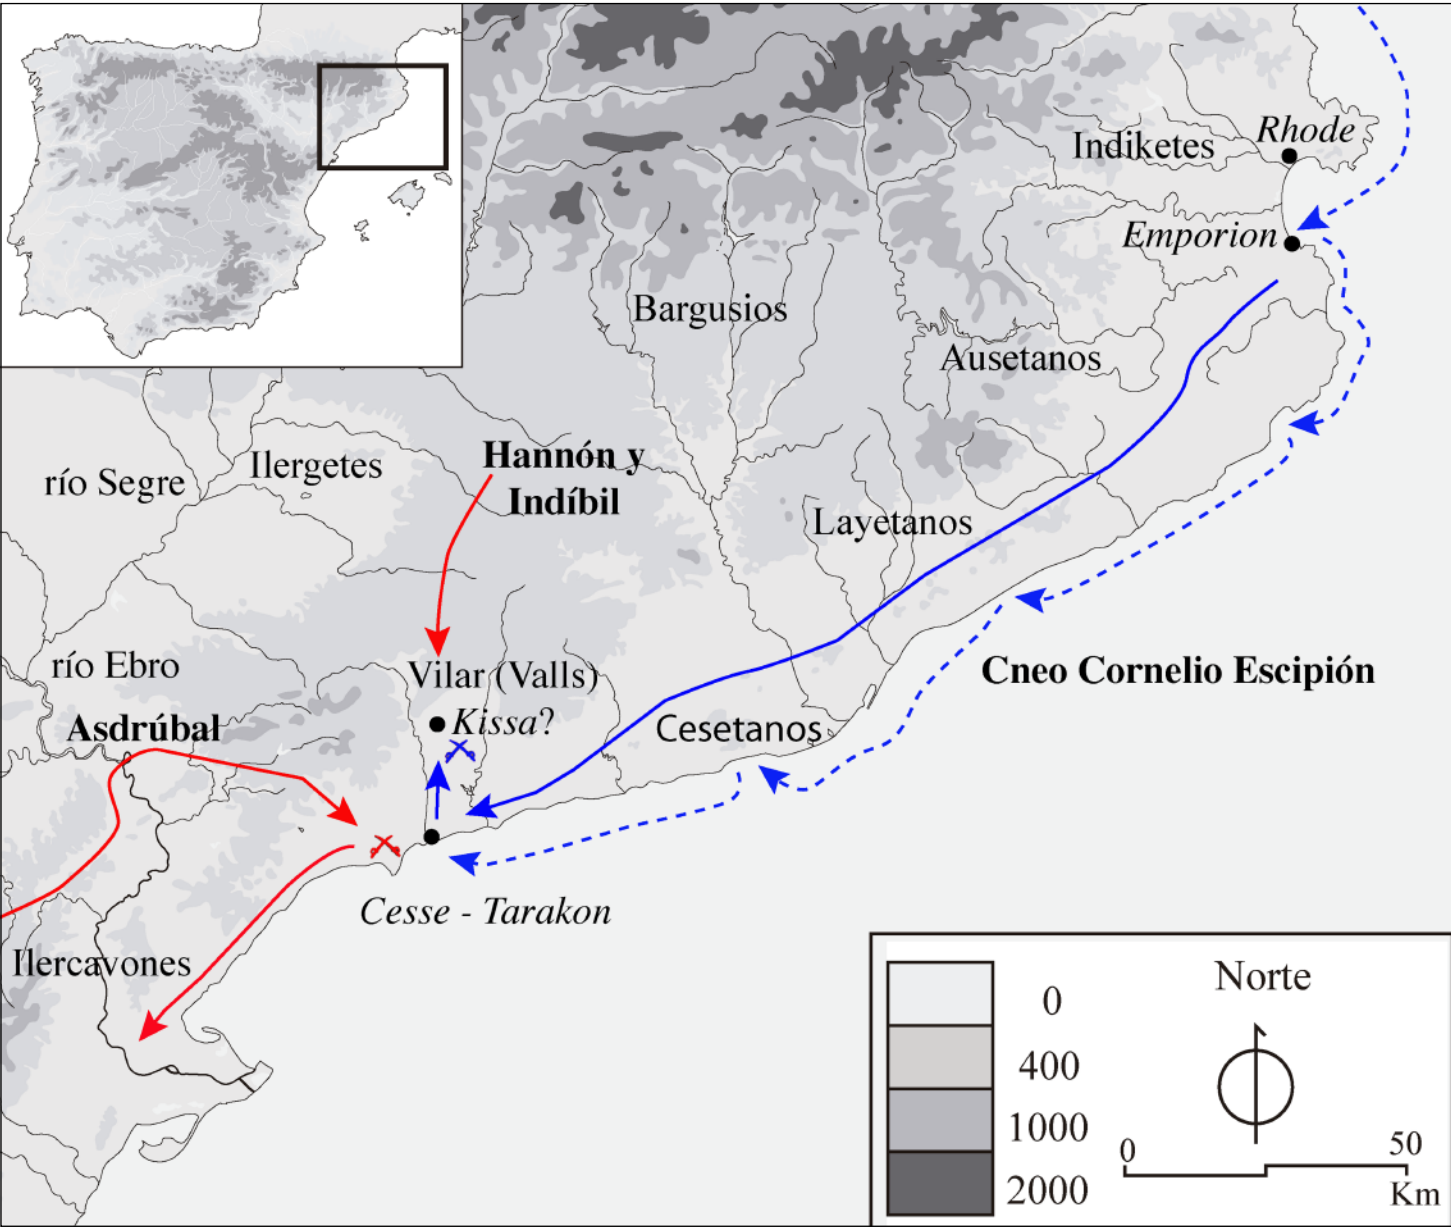 Rhode
Indiketes
Emporion
Bargusios
Ausetanos
Hannón y
Indíbil
Ilergetes
río Segre
Layetanos
río Ebro
Vilar (Valls)
Cneo Cornelio Escipión
Asdrúbal
Kissa?
Cesetanos
Cesse - Tarakon
Ilercavones
Norte
0
400
1000
2000
0
50
Km